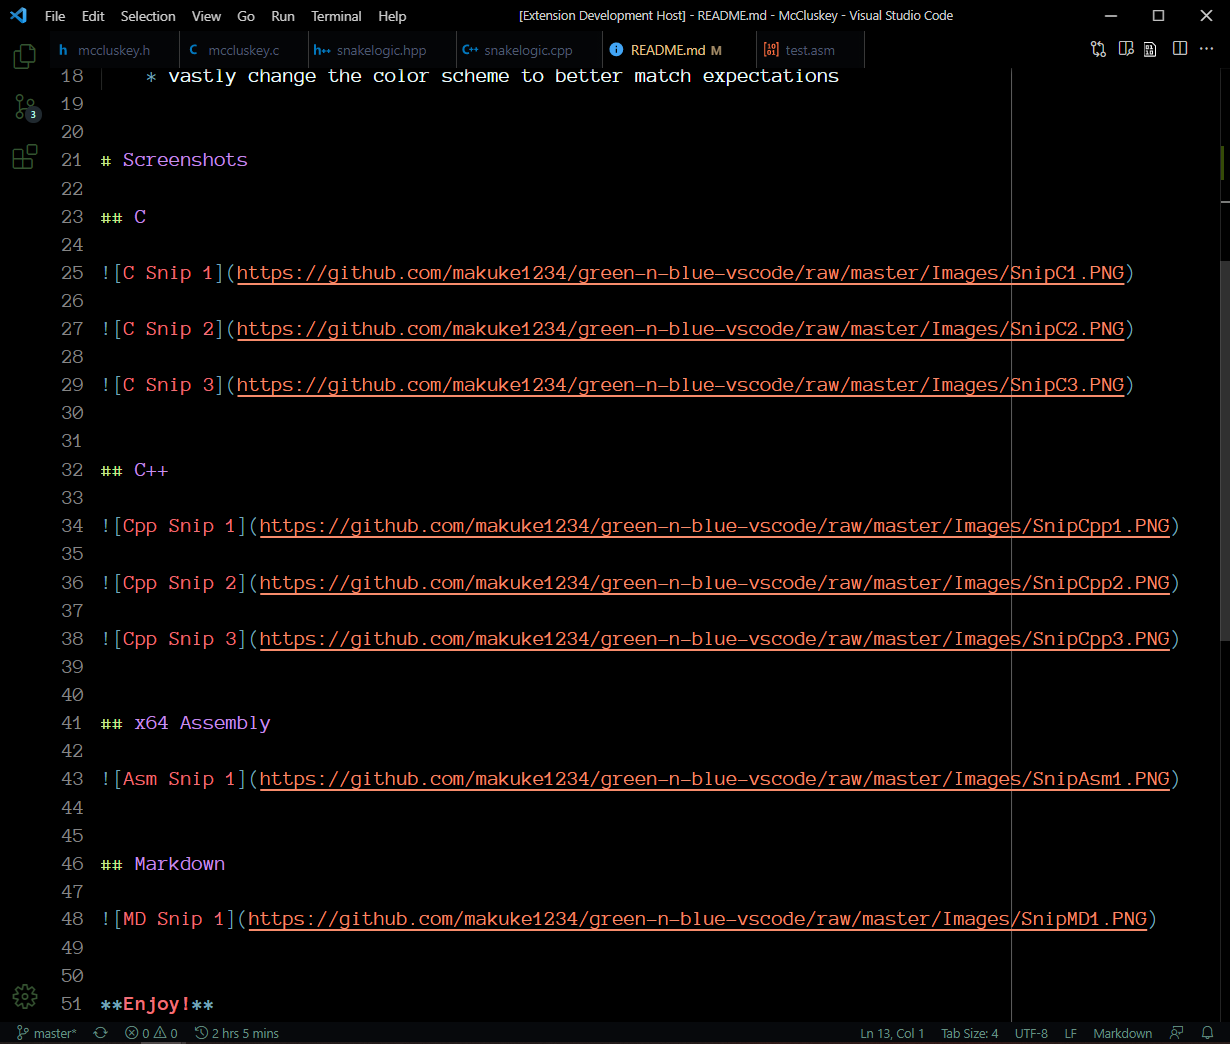 File Edit Selection View Go Run Terminal Help [Extension Development Host] - README.md - McCluskey - Visual Studio Code
h mccluskey.h C mccluskey.c h++ snakelogic.hpp C++ snakelogic.cpp README.md M test.asm
18 * vastly change the color scheme to better match expectations
19
20
21 # Screenshots
22
23 ## C
24
25 ![C Snip 1](https://github.com/makuke1234/green-n-blue-vscode/raw/master/Images/SnipC1.PNG)
26
27 ![C Snip 2](https://github.com/makuke1234/green-n-blue-vscode/raw/master/Images/SnipC2.PNG)
28
29 ![C Snip 3](https://github.com/makuke1234/green-n-blue-vscode/raw/master/Images/SnipC3.PNG)
30
31
32 ## C++
33
34 ![Cpp Snip 1](https://github.com/makuke1234/green-n-blue-vscode/raw/master/Images/SnipCpp1.PNG)
35
36 ![Cpp Snip 2](https://github.com/makuke1234/green-n-blue-vscode/raw/master/Images/SnipCpp2.PNG)
37
38 ![Cpp Snip 3](https://github.com/makuke1234/green-n-blue-vscode/raw/master/Images/SnipCpp3.PNG)
39
40
41 ## x64 Assembly
42
43 ![Asm Snip 1](https://github.com/makuke1234/green-n-blue-vscode/raw/master/Images/SnipAsm1.PNG)
44
45
46 ## Markdown
47
48 ![MD Snip 1](https://github.com/makuke1234/green-n-blue-vscode/raw/master/Images/SnipMD1.PNG)
49
50
51 **Enjoy!**
3
master* 0 0 2 hrs 5 mins Ln 13, Col 1 Tab Size: 4 UTF-8 LF Markdown